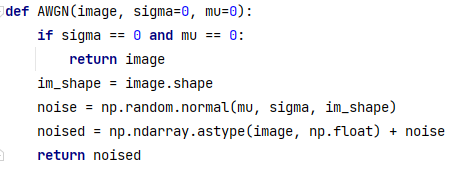 def AWGN(image, sigma=0, mu=0):
    if sigma == 0 and mu == 0:
        return image
    im_shape = image.shape
    noise = np.random.normal(mu, sigma, im_shape)
    noised = np.ndarray.astype(image, np.float) + noise
    return noised